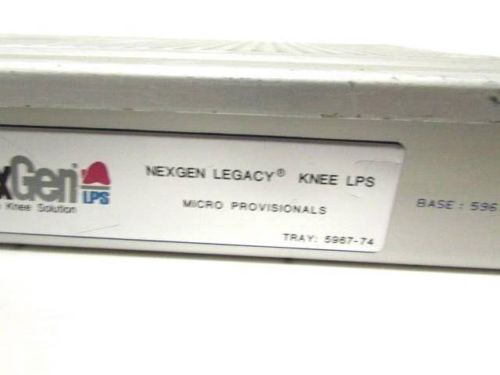 xGen®
LPS
Knee Solution
NEXGEN LEGACY® KNEE LPS
MICRO PROVISIONALS
TRAY: 5967-74
BASE: 596